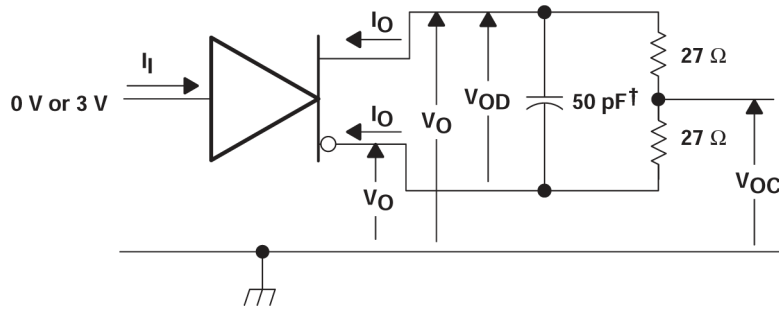 I_O
I_I
27 Ω
0 V or 3 V
V_OD
50 pF†
I_O
V_O
27 Ω
V_O
V_OC